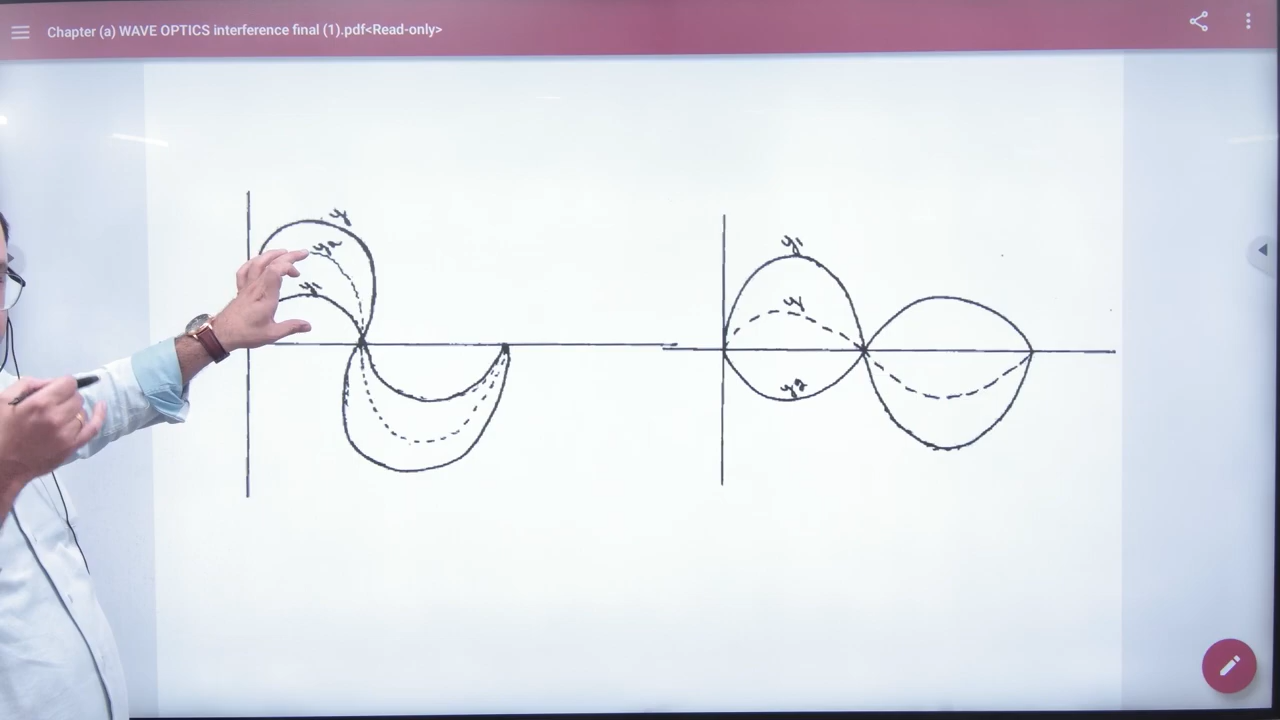 Chapter (a) WAVE OPTICS interference final (1).pdf<Read-only>
y
y2
y1
y1
y
y2